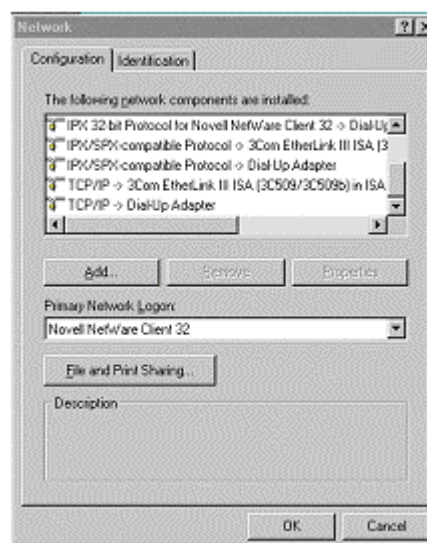 Network
Configuration Identification
The following network components are installed:
IPX 32-bit Protocol for Novell NetWare Client 32 -> Dial-Up
IPX/SPX-compatible Protocol -> 3Com EtherLink III ISA (3
IPX/SPX-compatible Protocol -> Dial-Up Adapter
TCP/IP -> 3Com EtherLink III ISA (3C509/3C509b) in ISA
TCP/IP -> Dial-Up Adapter
Add... Remove Properties
Primary Network Logon:
Novell NetWare Client 32
File and Print Sharing...
Description
OK Cancel